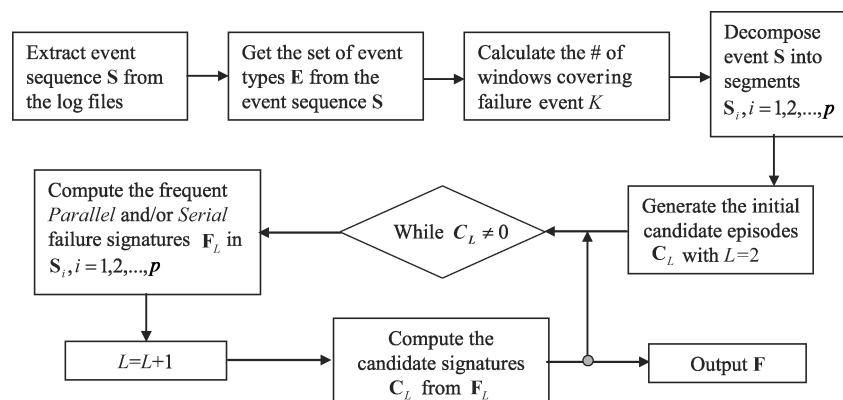 Extract event
sequence S from
the log files
Get the set of event
types E from the
event sequence S
Calculate the # of
windows covering
failure event K
Decompose
event S into
segments
S_i, i = 1,2,...,p
Generate the initial
candidate episodes
C_L with L=2
While C_L ≠ 0
Compute the frequent
Parallel and/or Serial
failure signatures F_L in
S_i, i = 1,2,...,p
L=L+1
Compute the
candidate signatures
C_L from F_L
Output F